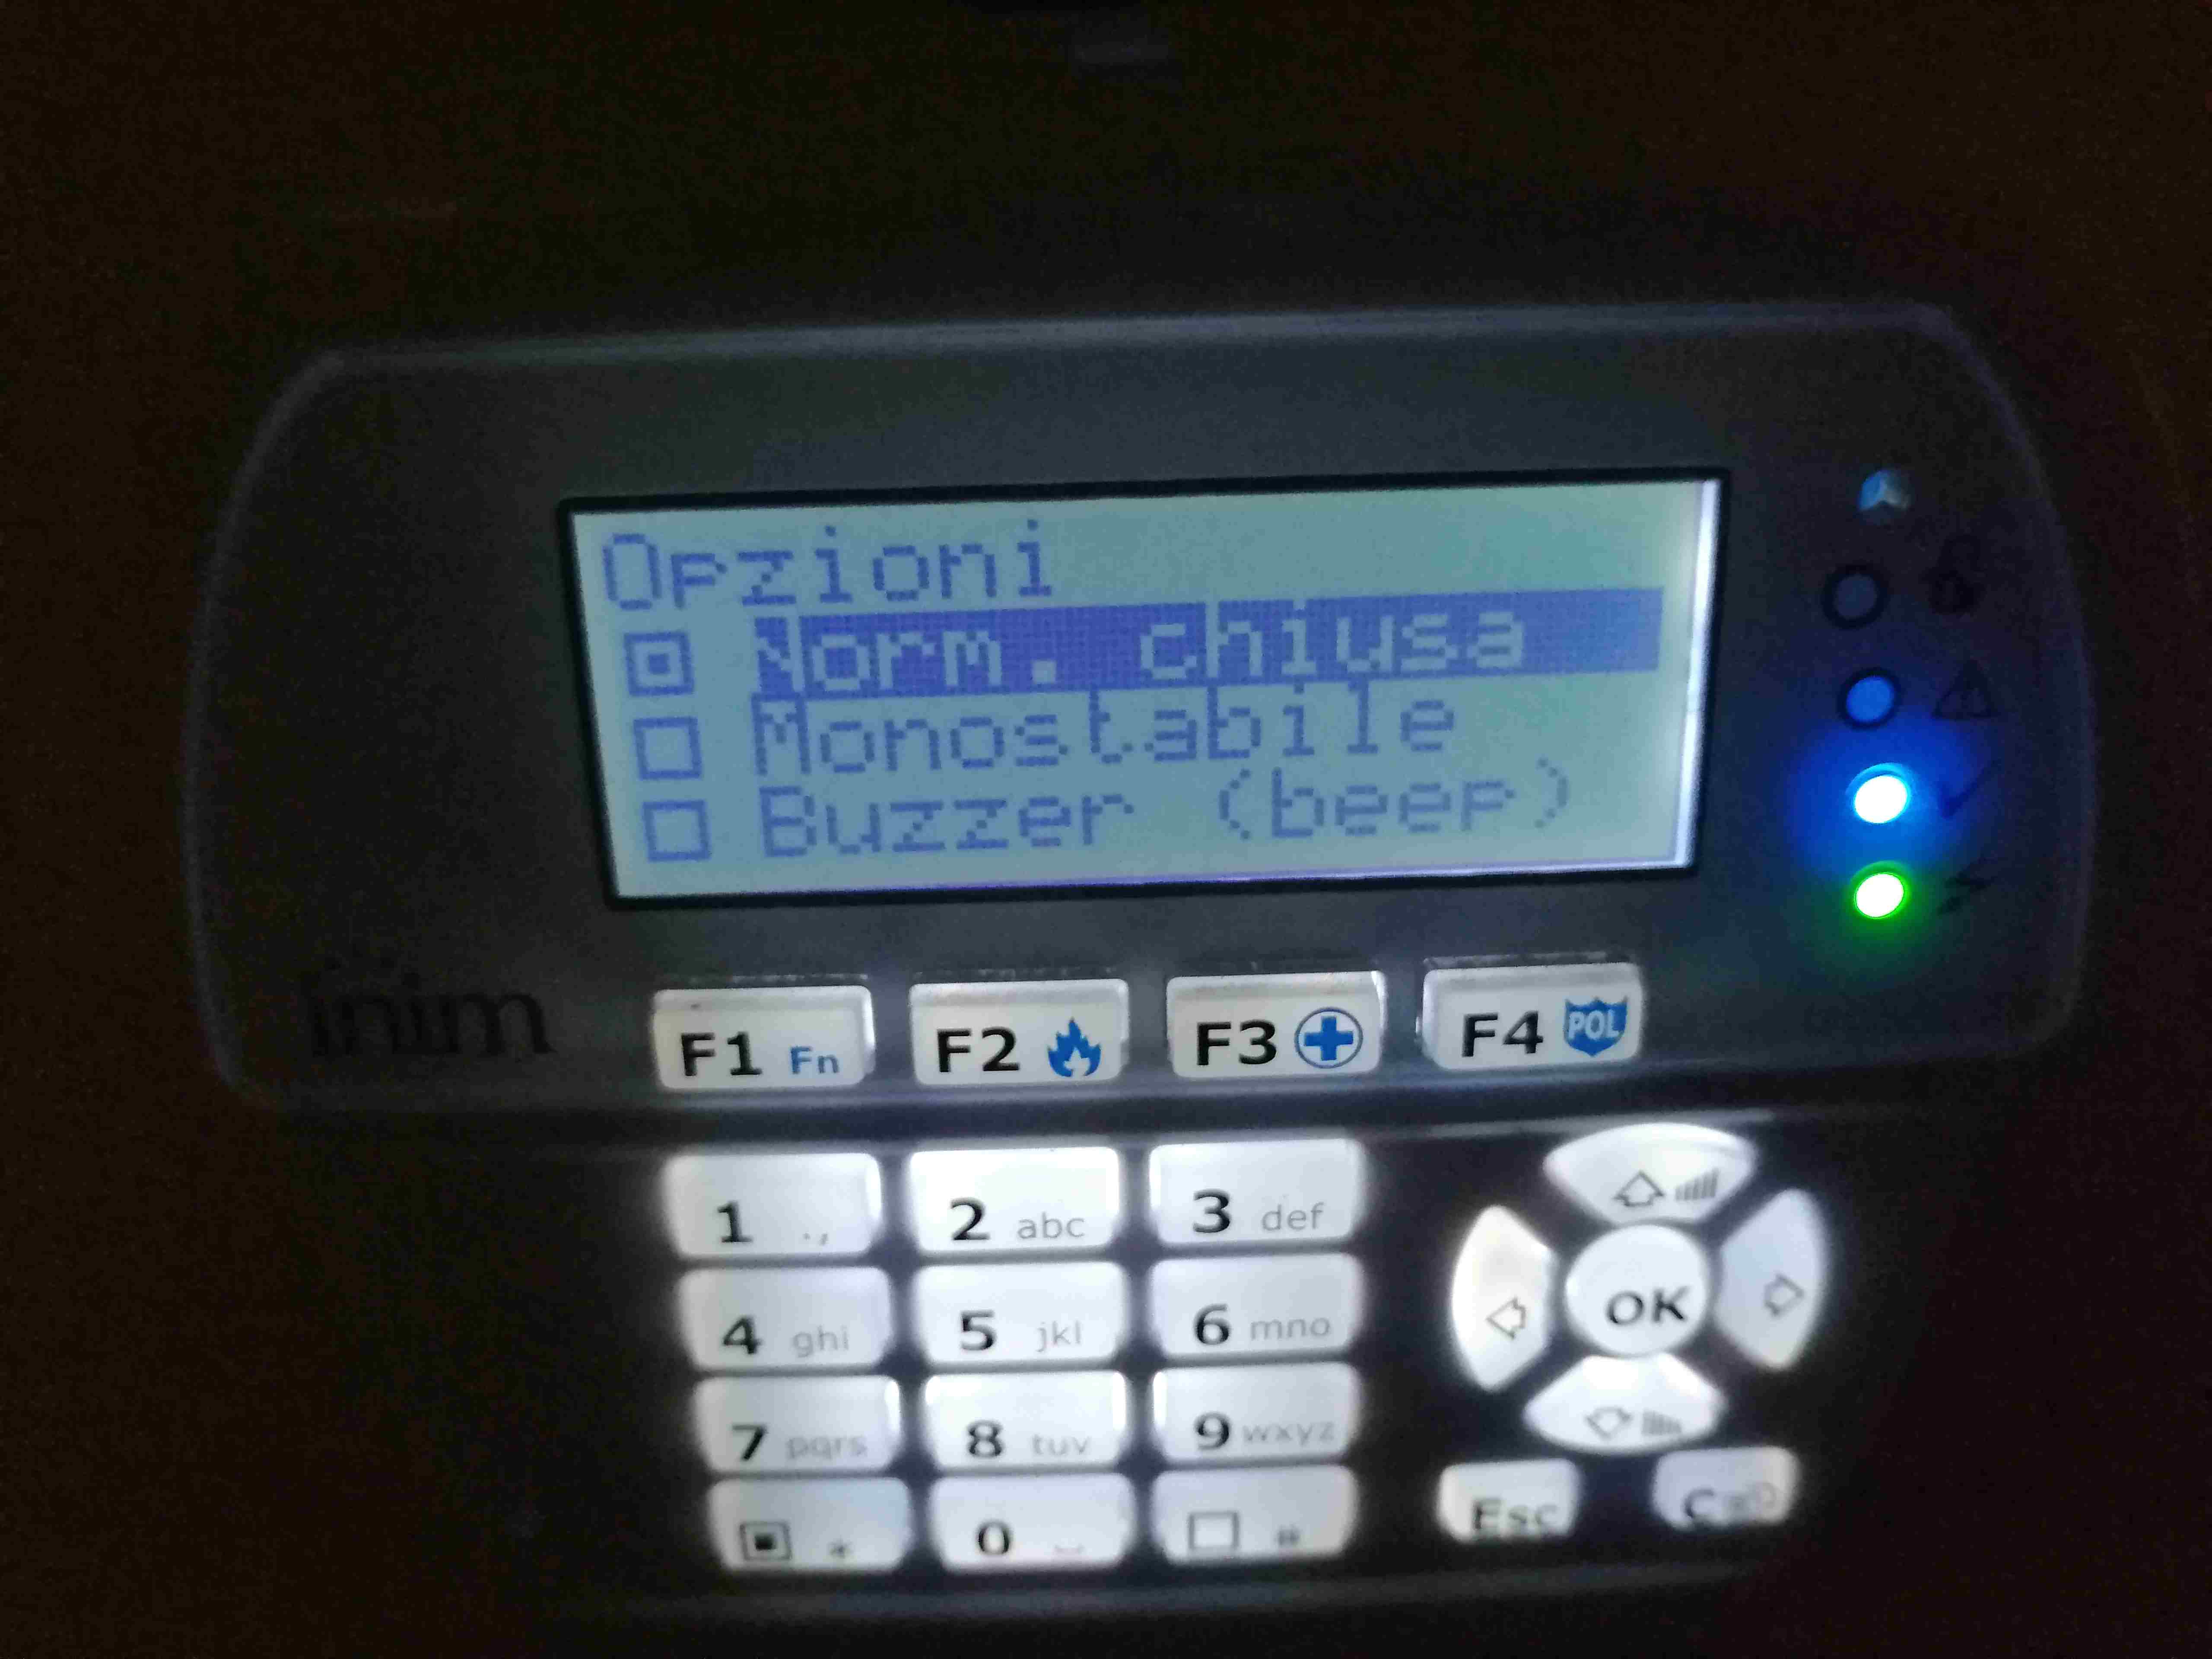 Opzioni
Norm. chiusa
Monostabile
Buzzer (beep)
inim
F1 Fn
F2
F3
F4 POL
1 .,
2 abc
3 def
4 ghi
5 jkl
6 mno
OK
7 pqrs
8 tuv
9 wxyz
*
0
#
Esc
C